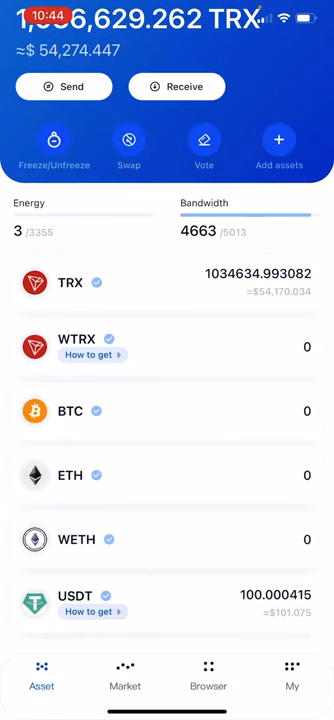 10:44
6,629.262 TRX
≈$ 54,274.447
Send
Receive
Freeze/Unfreeze
Swap
Vote
Add assets
Energy
Bandwidth
3 /3355
4663 /5013
TRX
1034634.993082
≈$54,170.034
WTRX
How to get
0
BTC
0
ETH
0
WETH
0
USDT
How to get
100.000415
≈$101.075
Asset
Market
Browser
My